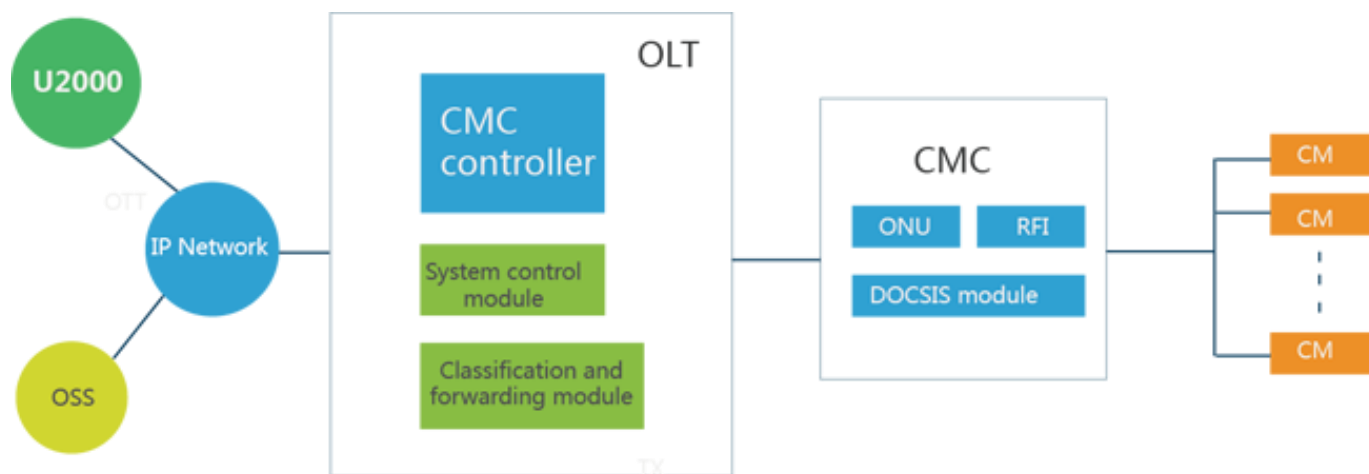 U2000
OTT
IP Network
OSS
OLT
CMC
controller
System control
module
Classification and
forwarding module
TX
CMC
ONU
RFI
DOCSIS module
CM
CM
CM